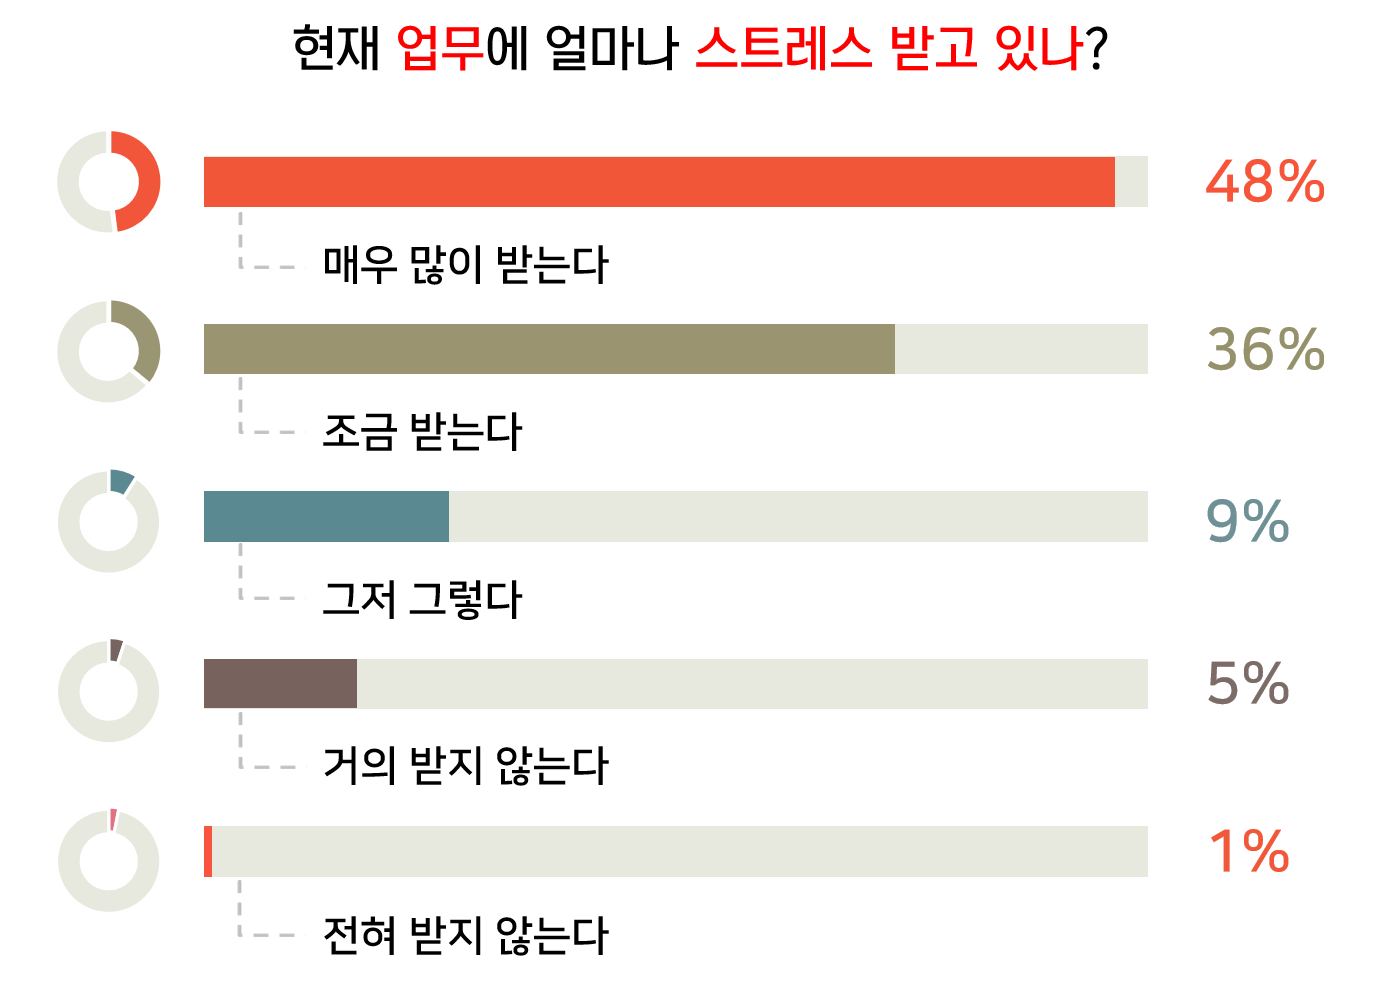 현재 업무에 얼마나 스트레스 받고 있나?
48%
매우 많이 받는다
36%
조금 받는다
9%
그저 그렇다
5%
거의 받지 않는다
1%
전혀 받지 않는다